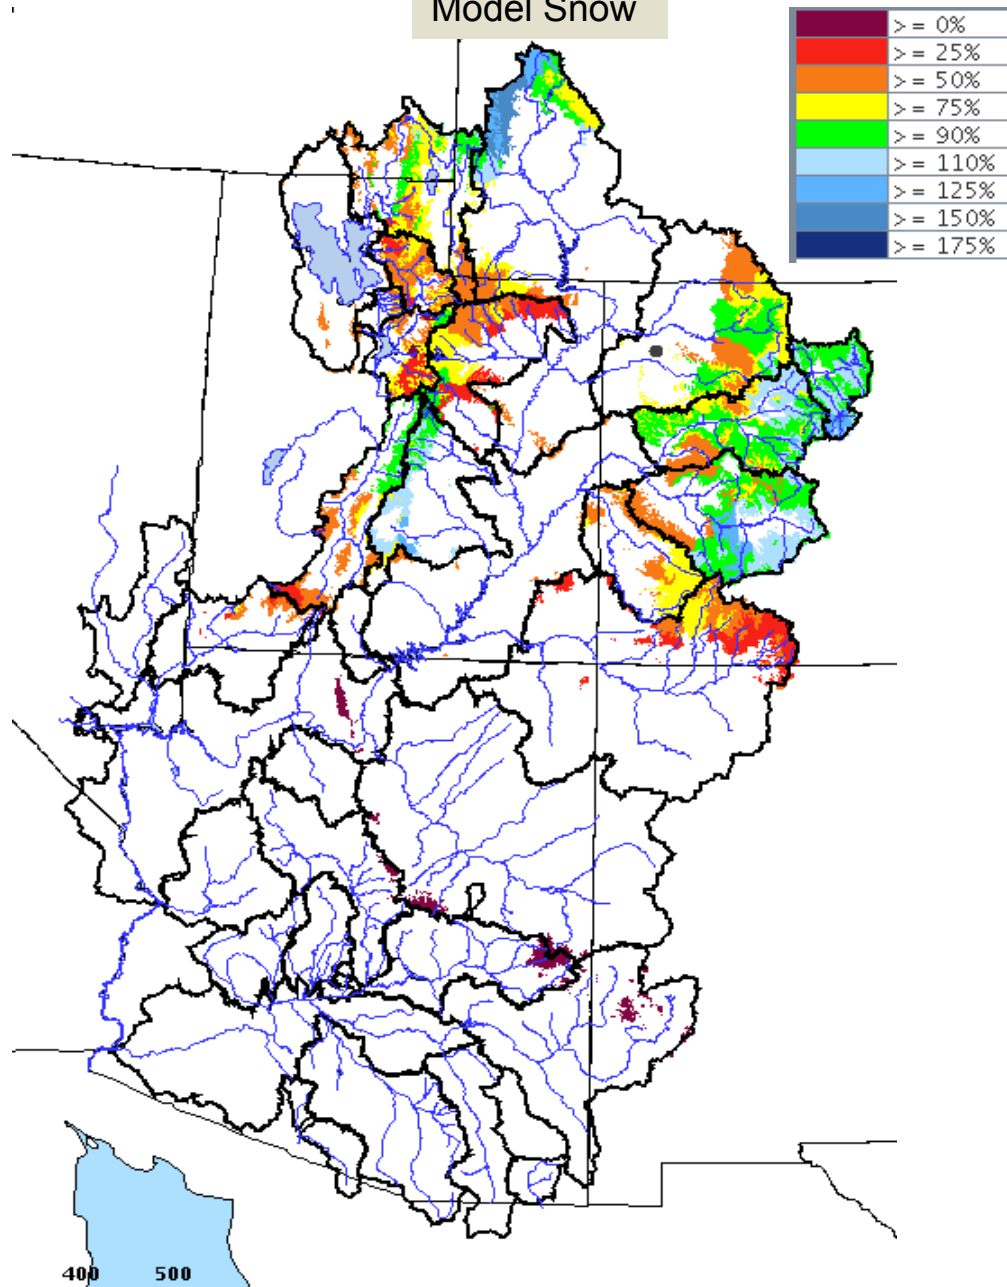 Model Snow
> = 0%
> = 25%
> = 50%
> = 75%
> = 90%
> = 110%
> = 125%
> = 150%
> = 175%
400 500